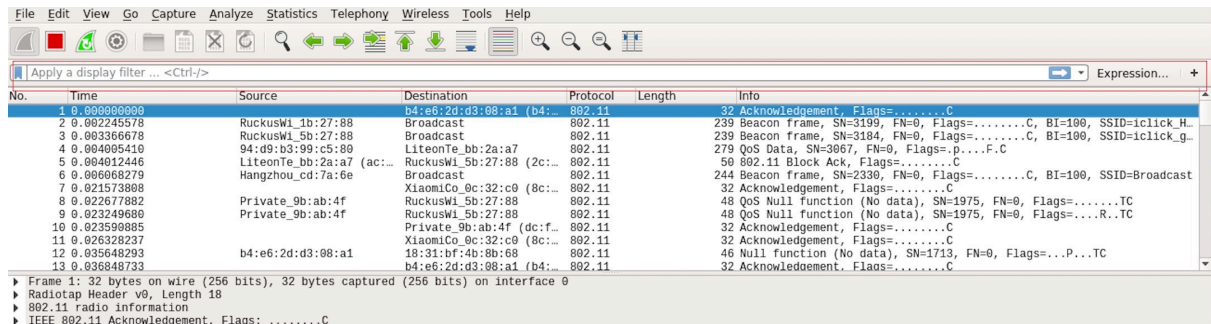 File Edit View Go Capture Analyze Statistics Telephony Wireless Tools Help
Apply a display filter ... <Ctrl-/> Expression... +
No. Time Source Destination Protocol Length Info
1 0.000000000 b4:e6:2d:d3:08:a1 (b4:… 802.11 32 Acknowledgement, Flags=........C
2 0.002245578 RuckusWi_1b:27:88 Broadcast 802.11 239 Beacon frame, SN=3199, FN=0, Flags=........C, BI=100, SSID=iclick_H…
3 0.003366678 RuckusWi_5b:27:88 Broadcast 802.11 239 Beacon frame, SN=3184, FN=0, Flags=........C, BI=100, SSID=iclick_g…
4 0.004005410 94:d9:b3:99:c5:80 LiteonTe_bb:2a:a7 802.11 279 QoS Data, SN=3067, FN=0, Flags=.p....F.C
5 0.004012446 LiteonTe_bb:2a:a7 (ac:… RuckusWi_5b:27:88 (2c:… 802.11 50 802.11 Block Ack, Flags=........C
6 0.006068279 Hangzhou_cd:7a:6e Broadcast 802.11 244 Beacon frame, SN=2330, FN=0, Flags=........C, BI=100, SSID=Broadcast
7 0.021573808 XiaomiCo_0c:32:c0 (8c:… 802.11 32 Acknowledgement, Flags=........C
8 0.022677882 Private_9b:ab:4f RuckusWi_5b:27:88 802.11 48 QoS Null function (No data), SN=1975, FN=0, Flags=.......TC
9 0.023249680 Private_9b:ab:4f RuckusWi_5b:27:88 802.11 48 QoS Null function (No data), SN=1975, FN=0, Flags=....R..TC
10 0.023590885 Private_9b:ab:4f (dc:f… 802.11 32 Acknowledgement, Flags=........C
11 0.026328237 XiaomiCo_0c:32:c0 (8c:… 802.11 32 Acknowledgement, Flags=........C
12 0.035648293 b4:e6:2d:d3:08:a1 18:31:bf:4b:8b:68 802.11 46 Null function (No data), SN=1713, FN=0, Flags=...P...TC
13 0.036848733 b4:e6:2d:d3:08:a1 (b4:… 802.11 32 Acknowledgement, Flags=........C
Frame 1: 32 bytes on wire (256 bits), 32 bytes captured (256 bits) on interface 0
Radiotap Header v0, Length 18
802.11 radio information
IEEE 802.11 Acknowledgement, Flags: ........C